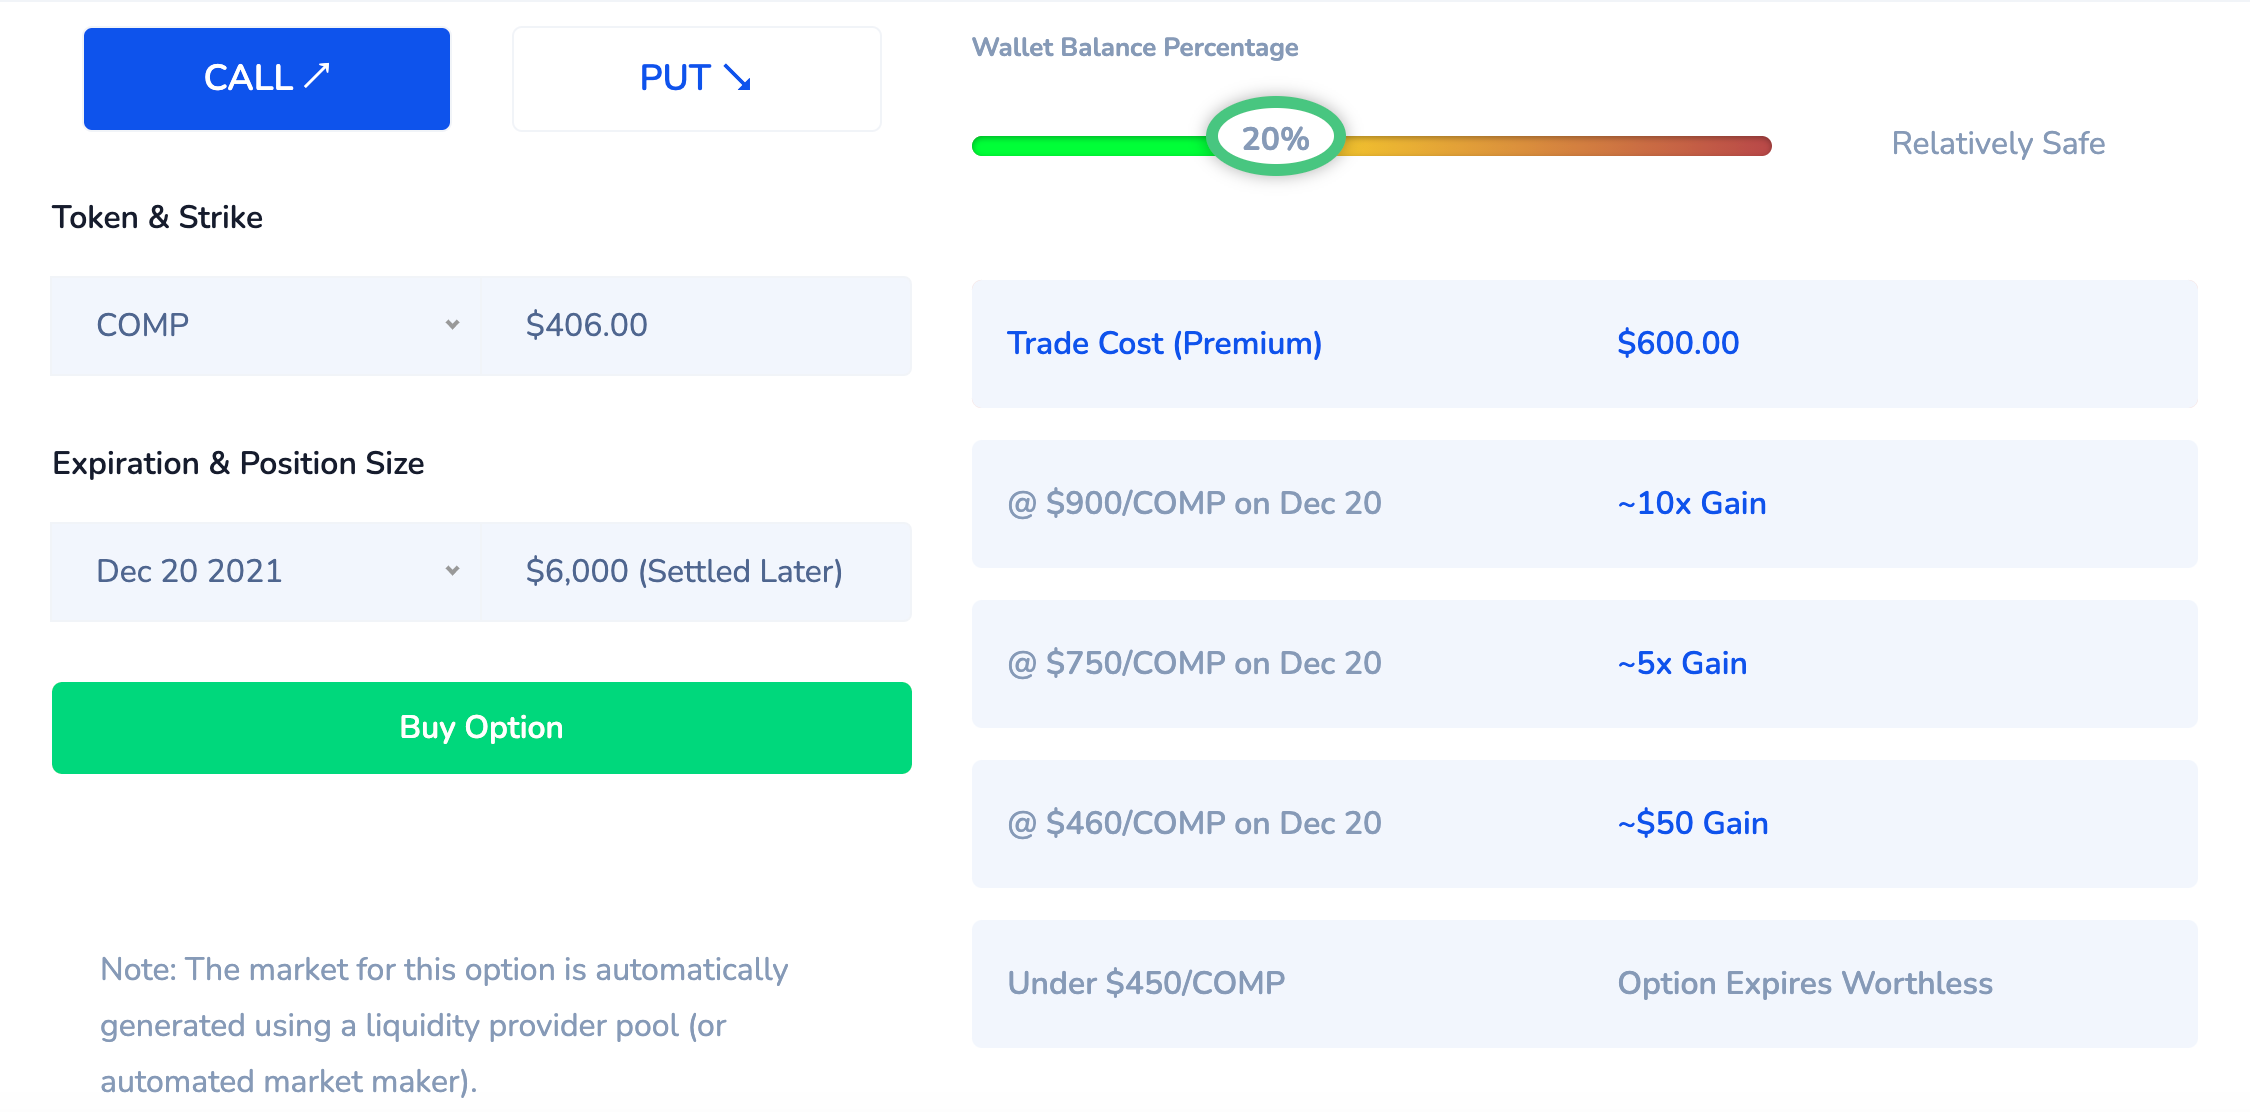 CALL ↗
PUT ↘
Token & Strike
COMP
$406.00
Expiration & Position Size
Dec 20 2021
$6,000 (Settled Later)
Buy Option
Note: The market for this option is automatically
generated using a liquidity provider pool (or
automated market maker).
Wallet Balance Percentage
20%
Relatively Safe
Trade Cost (Premium) $600.00
@ $900/COMP on Dec 20 ~10x Gain
@ $750/COMP on Dec 20 ~5x Gain
@ $460/COMP on Dec 20 ~$50 Gain
Under $450/COMP Option Expires Worthless